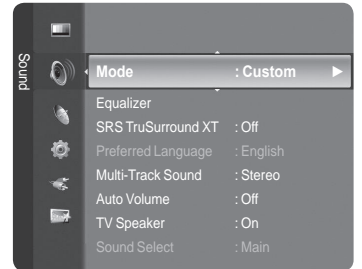 Sound
Mode : Custom
Equalizer
SRS TruSurround XT : Off
Preferred Language : English
Multi-Track Sound : Stereo
Auto Volume : Off
TV Speaker : On
Sound Select : Main